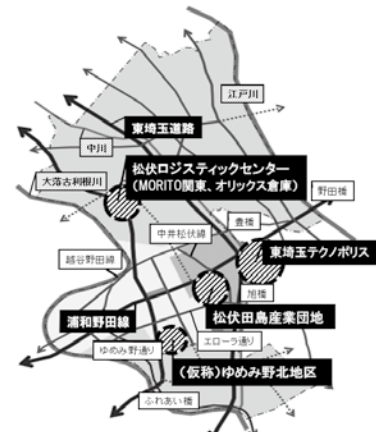 江戸川
東埼玉道路
中川
松伏ロジスティックセンター
(MORITO関東、オリックス倉庫)
大落古利根川
野田橋
豊橋
中井松伏線
東埼玉テクノポリス
越谷野田線
旭橋
松伏田島産業団地
浦和野田線
エローラ通り
ゆめみ野通り
(仮称)ゆめみ野北地区
ふれあい橋